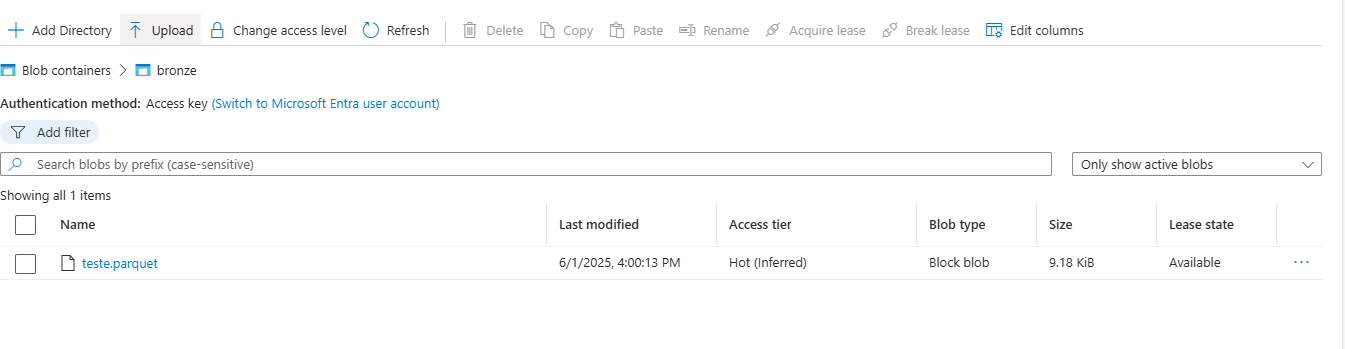 Add Directory Upload Change access level Refresh Delete Copy Paste Rename Acquire lease Break lease Edit columns
Blob containers > bronze
Authentication method: Access key (Switch to Microsoft Entra user account)
Add filter
Search blobs by prefix (case-sensitive) Only show active blobs
Showing all 1 items
Name Last modified Access tier Blob type Size Lease state
teste.parquet 6/1/2025, 4:00:13 PM Hot (Inferred) Block blob 9.18 KiB Available ...